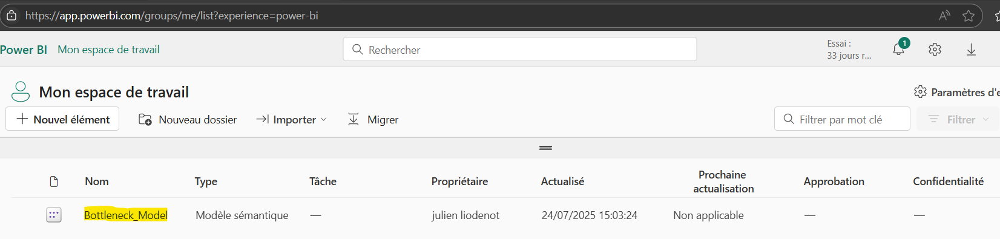 https://app.powerbi.com/groups/me/list?experience=power-bi
Power BI Mon espace de travail
Rechercher
Essai :
33 jours r...
1
Mon espace de travail
Paramètres d'e
Nouvel élément Nouveau dossier Importer Migrer
Filtrer par mot clé Filtrer
Nom Type Tâche Propriétaire Actualisé Prochaine actualisation Approbation Confidentialité
Bottleneck_Model Modèle sémantique — julien liodenot 24/07/2025 15:03:24 Non applicable — —